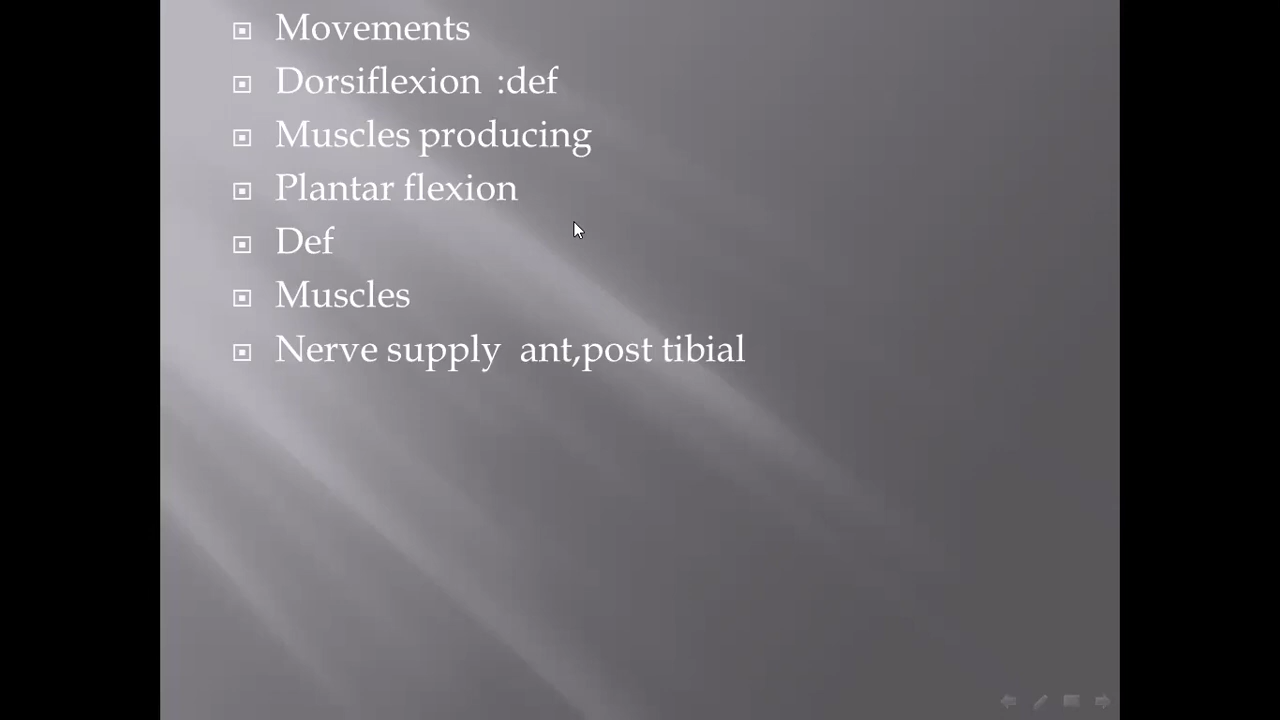 Movements
Dorsiflexion :def
Muscles producing
Plantar flexion
Def
Muscles
Nerve supply ant,post tibial